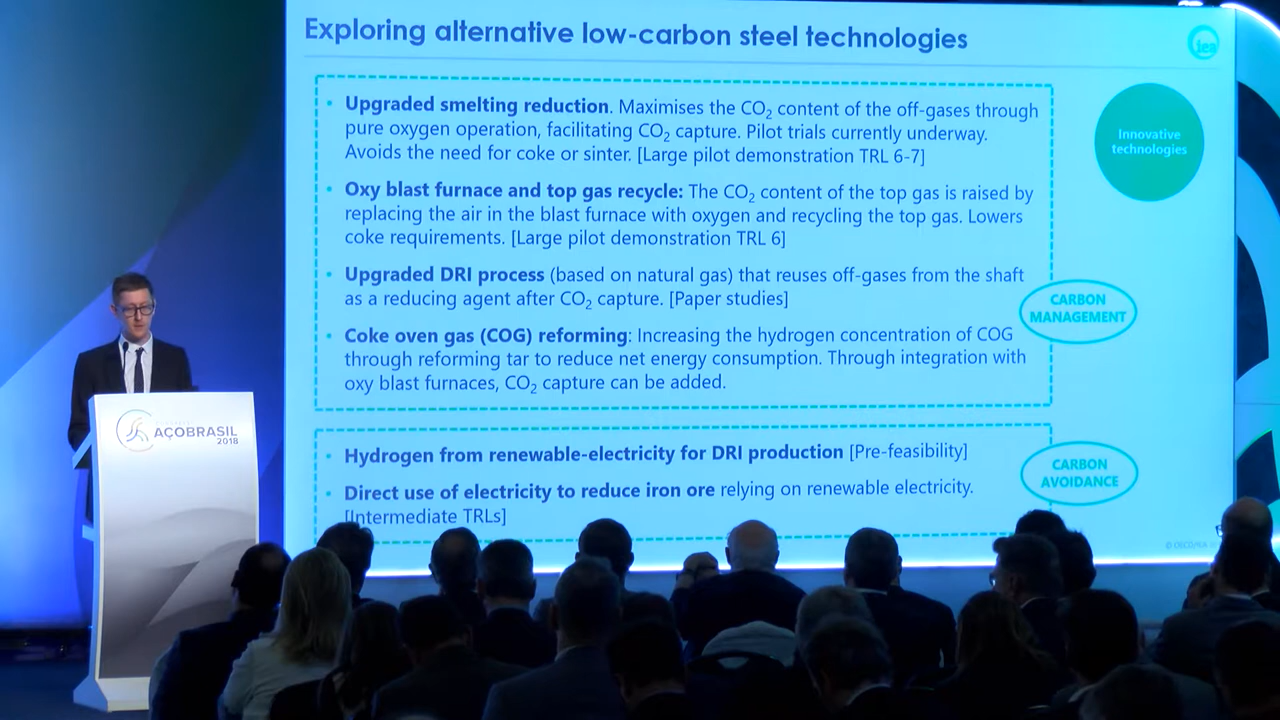 Exploring alternative low-carbon steel technologies
iea
• Upgraded smelting reduction. Maximises the CO₂ content of the off-gases through
pure oxygen operation, facilitating CO₂ capture. Pilot trials currently underway.
Avoids the need for coke or sinter. [Large pilot demonstration TRL 6-7]
• Oxy blast furnace and top gas recycle: The CO₂ content of the top gas is raised by
replacing the air in the blast furnace with oxygen and recycling the top gas. Lowers
coke requirements. [Large pilot demonstration TRL 6]
• Upgraded DRI process (based on natural gas) that reuses off-gases from the shaft
as a reducing agent after CO₂ capture. [Paper studies]
• Coke oven gas (COG) reforming: Increasing the hydrogen concentration of COG
through reforming tar to reduce net energy consumption. Through integration with
oxy blast furnaces, CO₂ capture can be added.
Innovative
technologies
CARBON
MANAGEMENT
• Hydrogen from renewable-electricity for DRI production [Pre-feasibility]
• Direct use of electricity to reduce iron ore relying on renewable electricity.
[Intermediate TRLs]
CARBON
AVOIDANCE
© OECD/IEA
AÇOBRASIL
2018